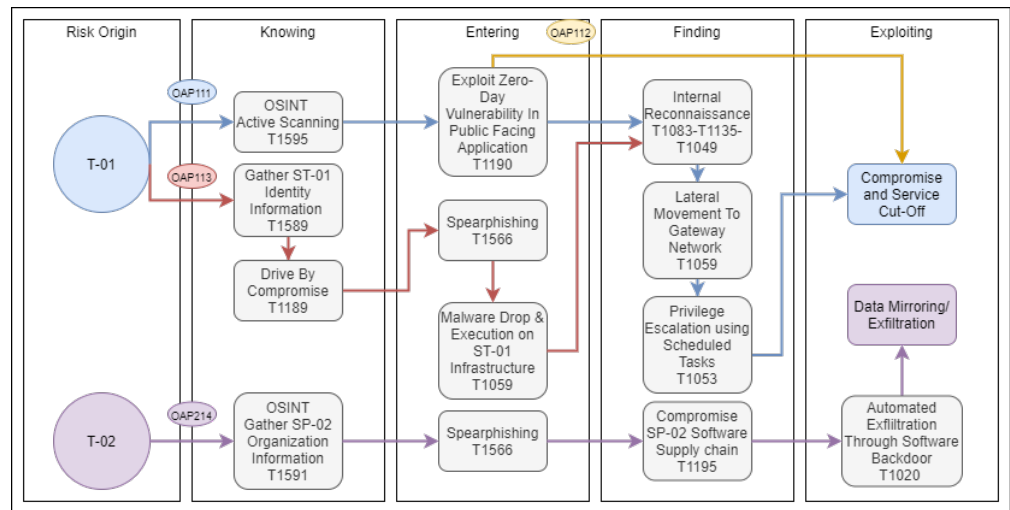 Risk Origin
Knowing
Entering
OAP112
Finding
Exploiting
OAP111
T-01
OAP113
OSINT
Active Scanning
T1595
Gather ST-01
Identity
Information
T1589
Drive By
Compromise
T1189
Exploit Zero-
Day
Vulnerability In
Public Facing
Application
T1190
Spearphishing
T1566
Malware Drop &
Execution on
ST-01
Infrastructure
T1059
Internal
Reconnaissance
T1083-T1135-
T1049
Lateral
Movement To
Gateway
Network
T1059
Privilege
Escalation using
Scheduled
Tasks
T1053
Compromise
and Service
Cut-Off
Data Mirroring/
Exfiltration
OAP214
T-02
OSINT
Gather SP-02
Organization
Information
T1591
Spearphishing
T1566
Compromise
SP-02 Software
Supply chain
T1195
Automated
Exfiltration
Through Software
Backdoor
T1020